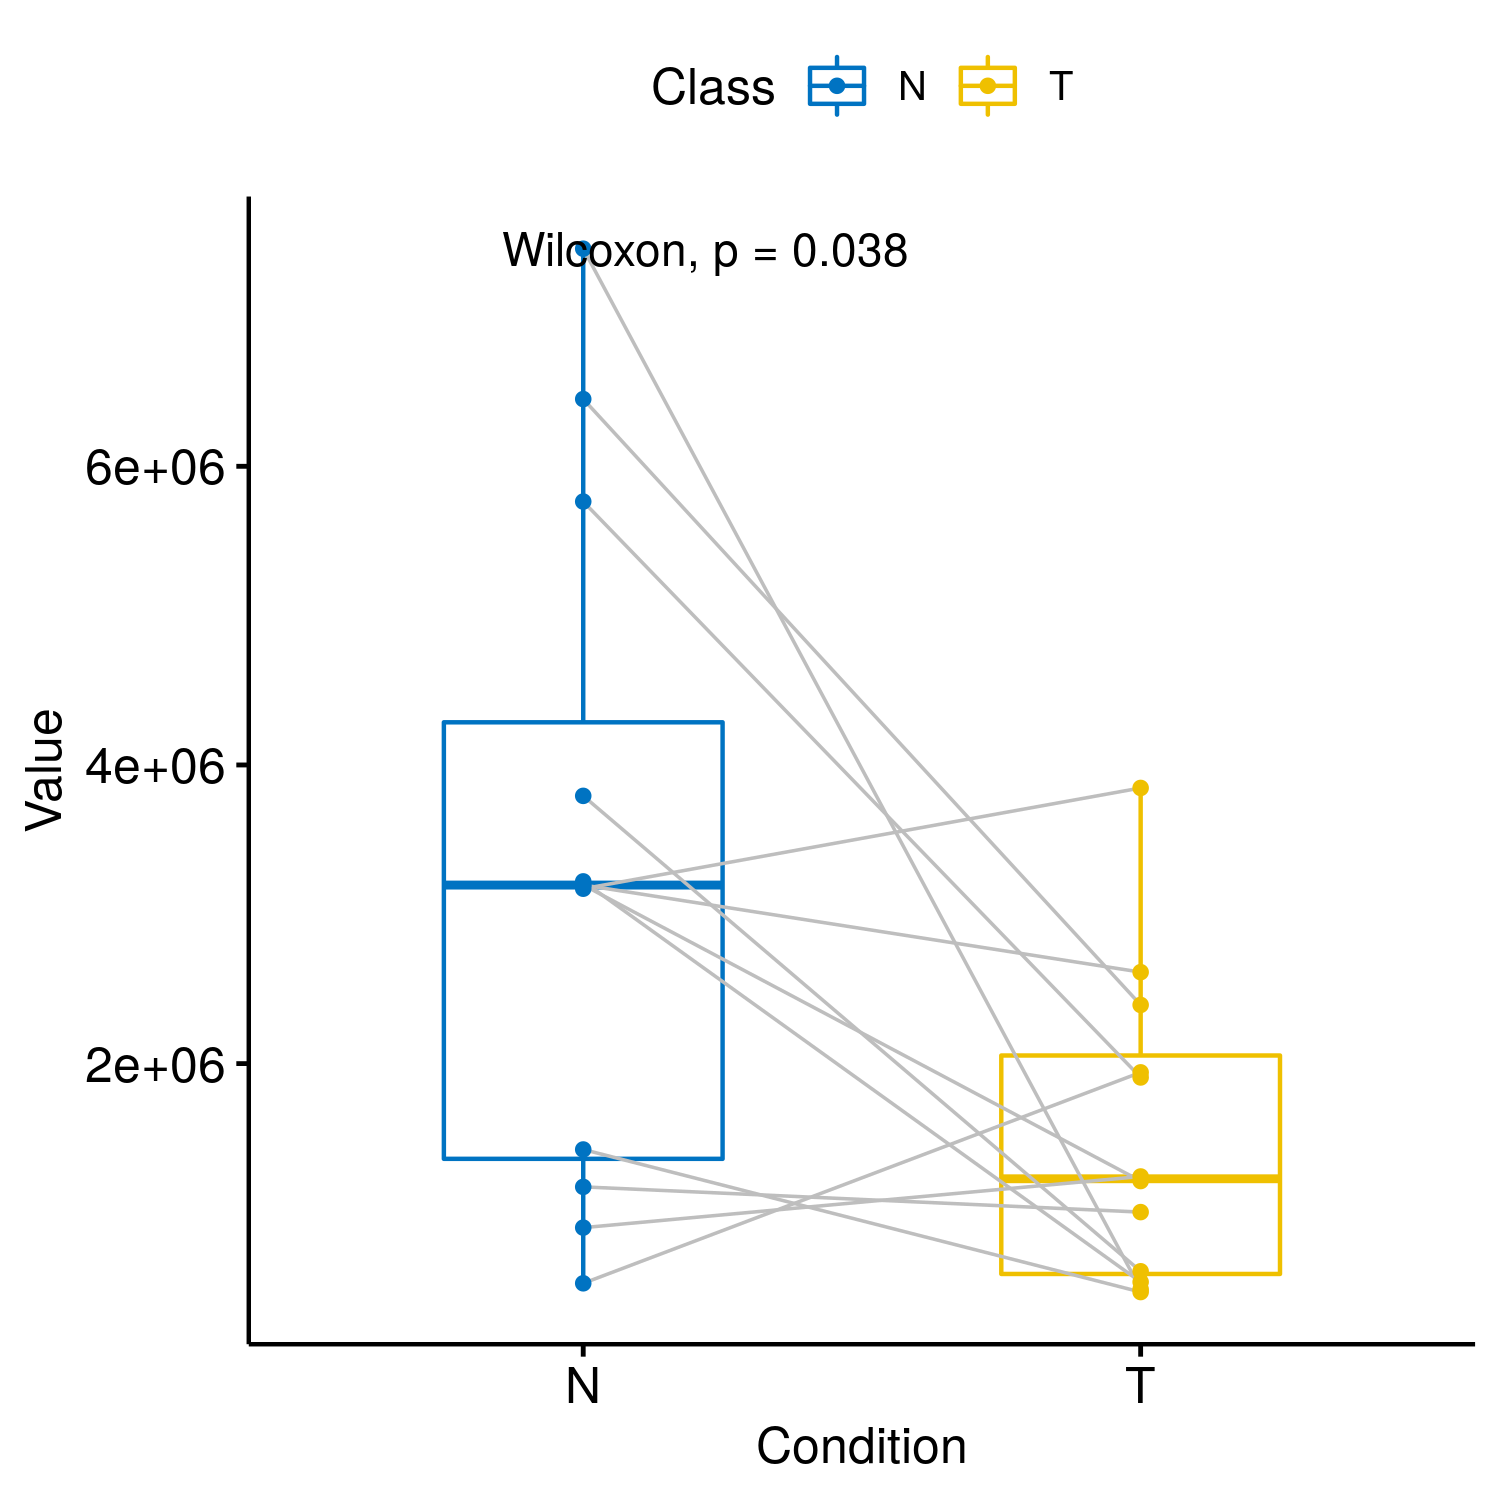 Class N T
Wilcoxon, p = 0.038
6e+06
4e+06
2e+06
Value
N T
Condition